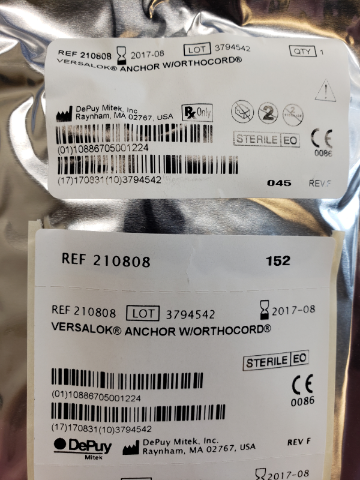 REF 210808 2017-08 LOT 3794542 QTY 1
VERSALOK® ANCHOR W/ORTHOCORD®
DePuy Mitek, Inc.
Raynham, MA 02767, USA
Rx Only
2
STERILE EO
CE
0086
(01)10886705001224
(17)170831(10)3794542
045 REV F
REF 210808 152
REF 210808 LOT 3794542 2017-08
VERSALOK® ANCHOR W/ORTHOCORD®
STERILE EO
(01)10886705001224
CE
0086
(17)170831(10)3794542
DePuy
Mitek
DePuy Mitek, Inc.
Raynham, MA 02767, USA
REV F
2017-08